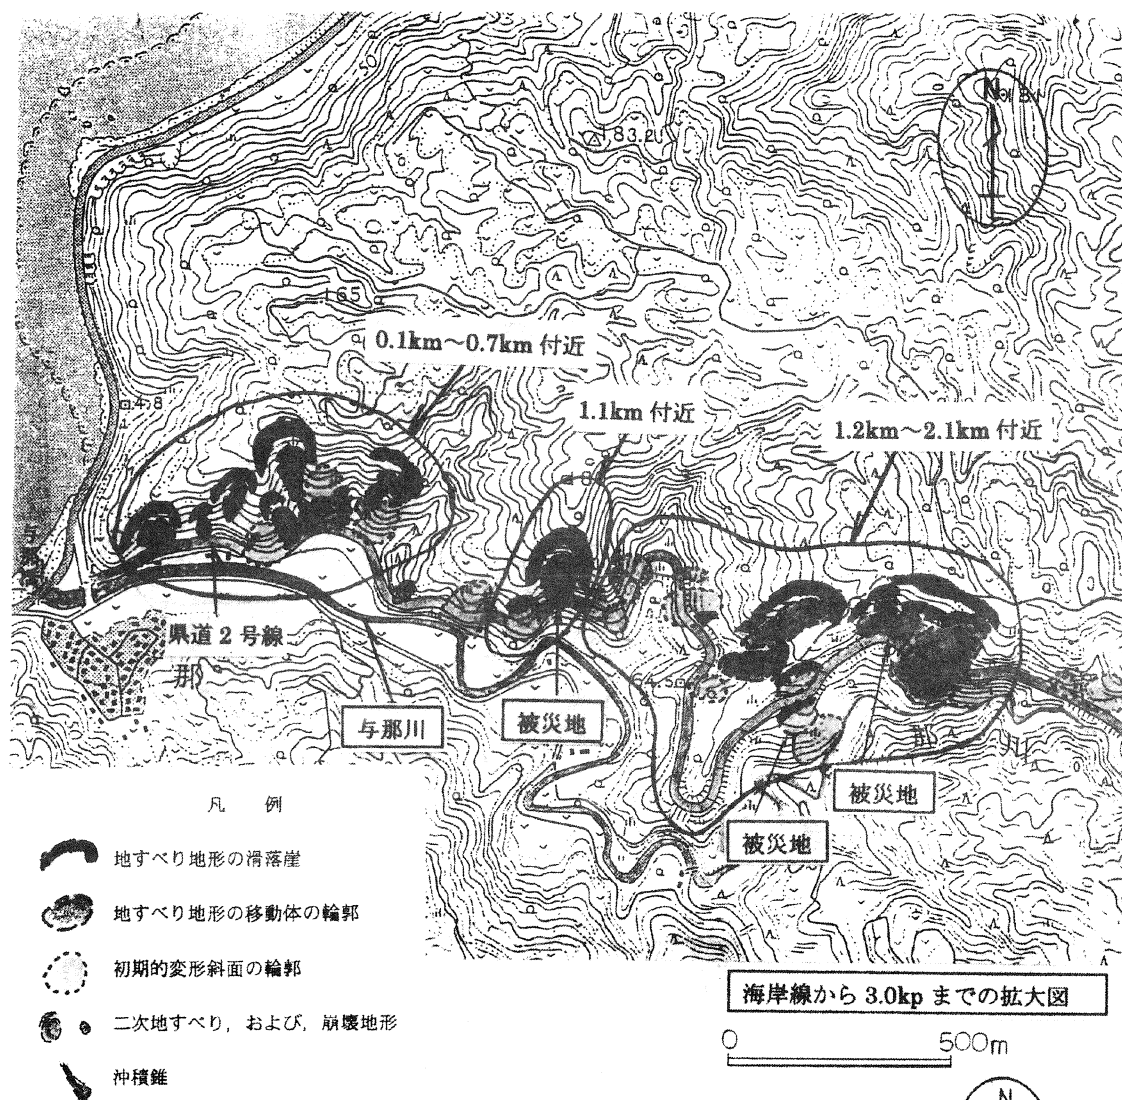 N
183.2
165
0.1km～0.7km 付近
4.8
1.1km 付近
1.2km～2.1km 付近
県道2号線
那
64.5
与那川
被災地
那
川
被災地
被災地
凡 例
地すべり地形の滑落崖
地すべり地形の移動体の輪郭
初期的変形斜面の輪郭
二次地すべり，および，崩壊地形
沖積錐
海岸線から 3.0kp までの拡大図
0 500m
N